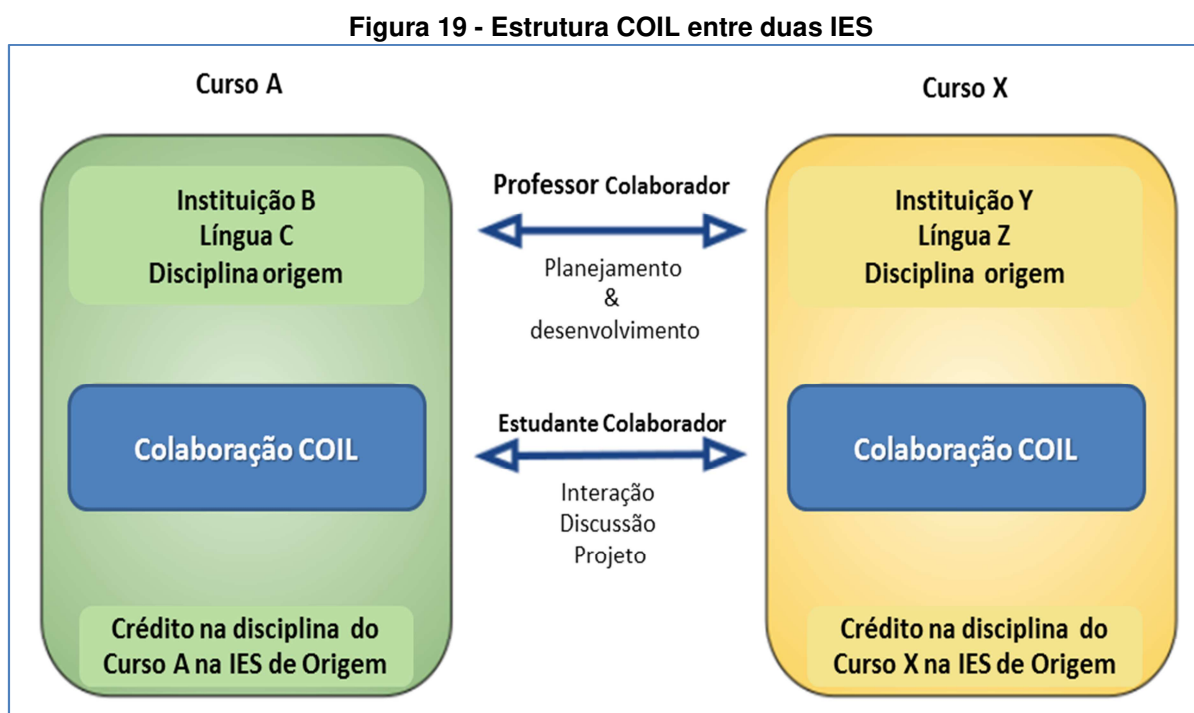 Figura 19 - Estrutura COIL entre duas IES
Curso A
Instituição B
Língua C
Disciplina origem
Colaboração COIL
Crédito na disciplina do
Curso A na IES de Origem
Professor Colaborador
Planejamento
&
desenvolvimento
Estudante Colaborador
Interação
Discussão
Projeto
Curso X
Instituição Y
Língua Z
Disciplina origem
Colaboração COIL
Crédito na disciplina do
Curso X na IES de Origem